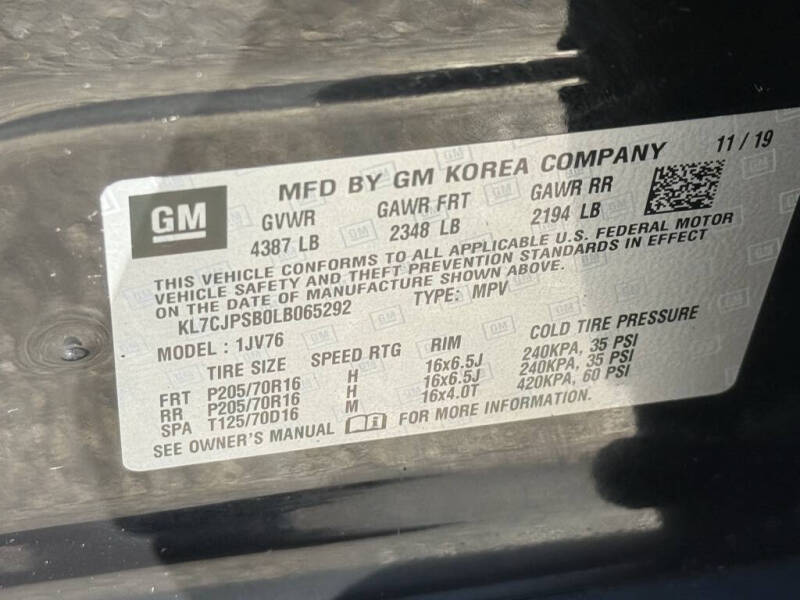 GM
MFD BY GM KOREA COMPANY 11 / 19
GVWR GAWR FRT GAWR RR
4387 LB 2348 LB 2194 LB
THIS VEHICLE CONFORMS TO ALL APPLICABLE U.S. FEDERAL MOTOR
VEHICLE SAFETY AND THEFT PREVENTION STANDARDS IN EFFECT
ON THE DATE OF MANUFACTURE SHOWN ABOVE.
KL7CJPSB0LB065292 TYPE: MPV
MODEL : 1JV76
TIRE SIZE SPEED RTG RIM COLD TIRE PRESSURE
FRT P205/70R16 H 16x6.5J 240KPA, 35 PSI
RR P205/70R16 H 16x6.5J 240KPA, 35 PSI
SPA T125/70D16 M 16x4.0T 420KPA, 60 PSI
SEE OWNER'S MANUAL FOR MORE INFORMATION.